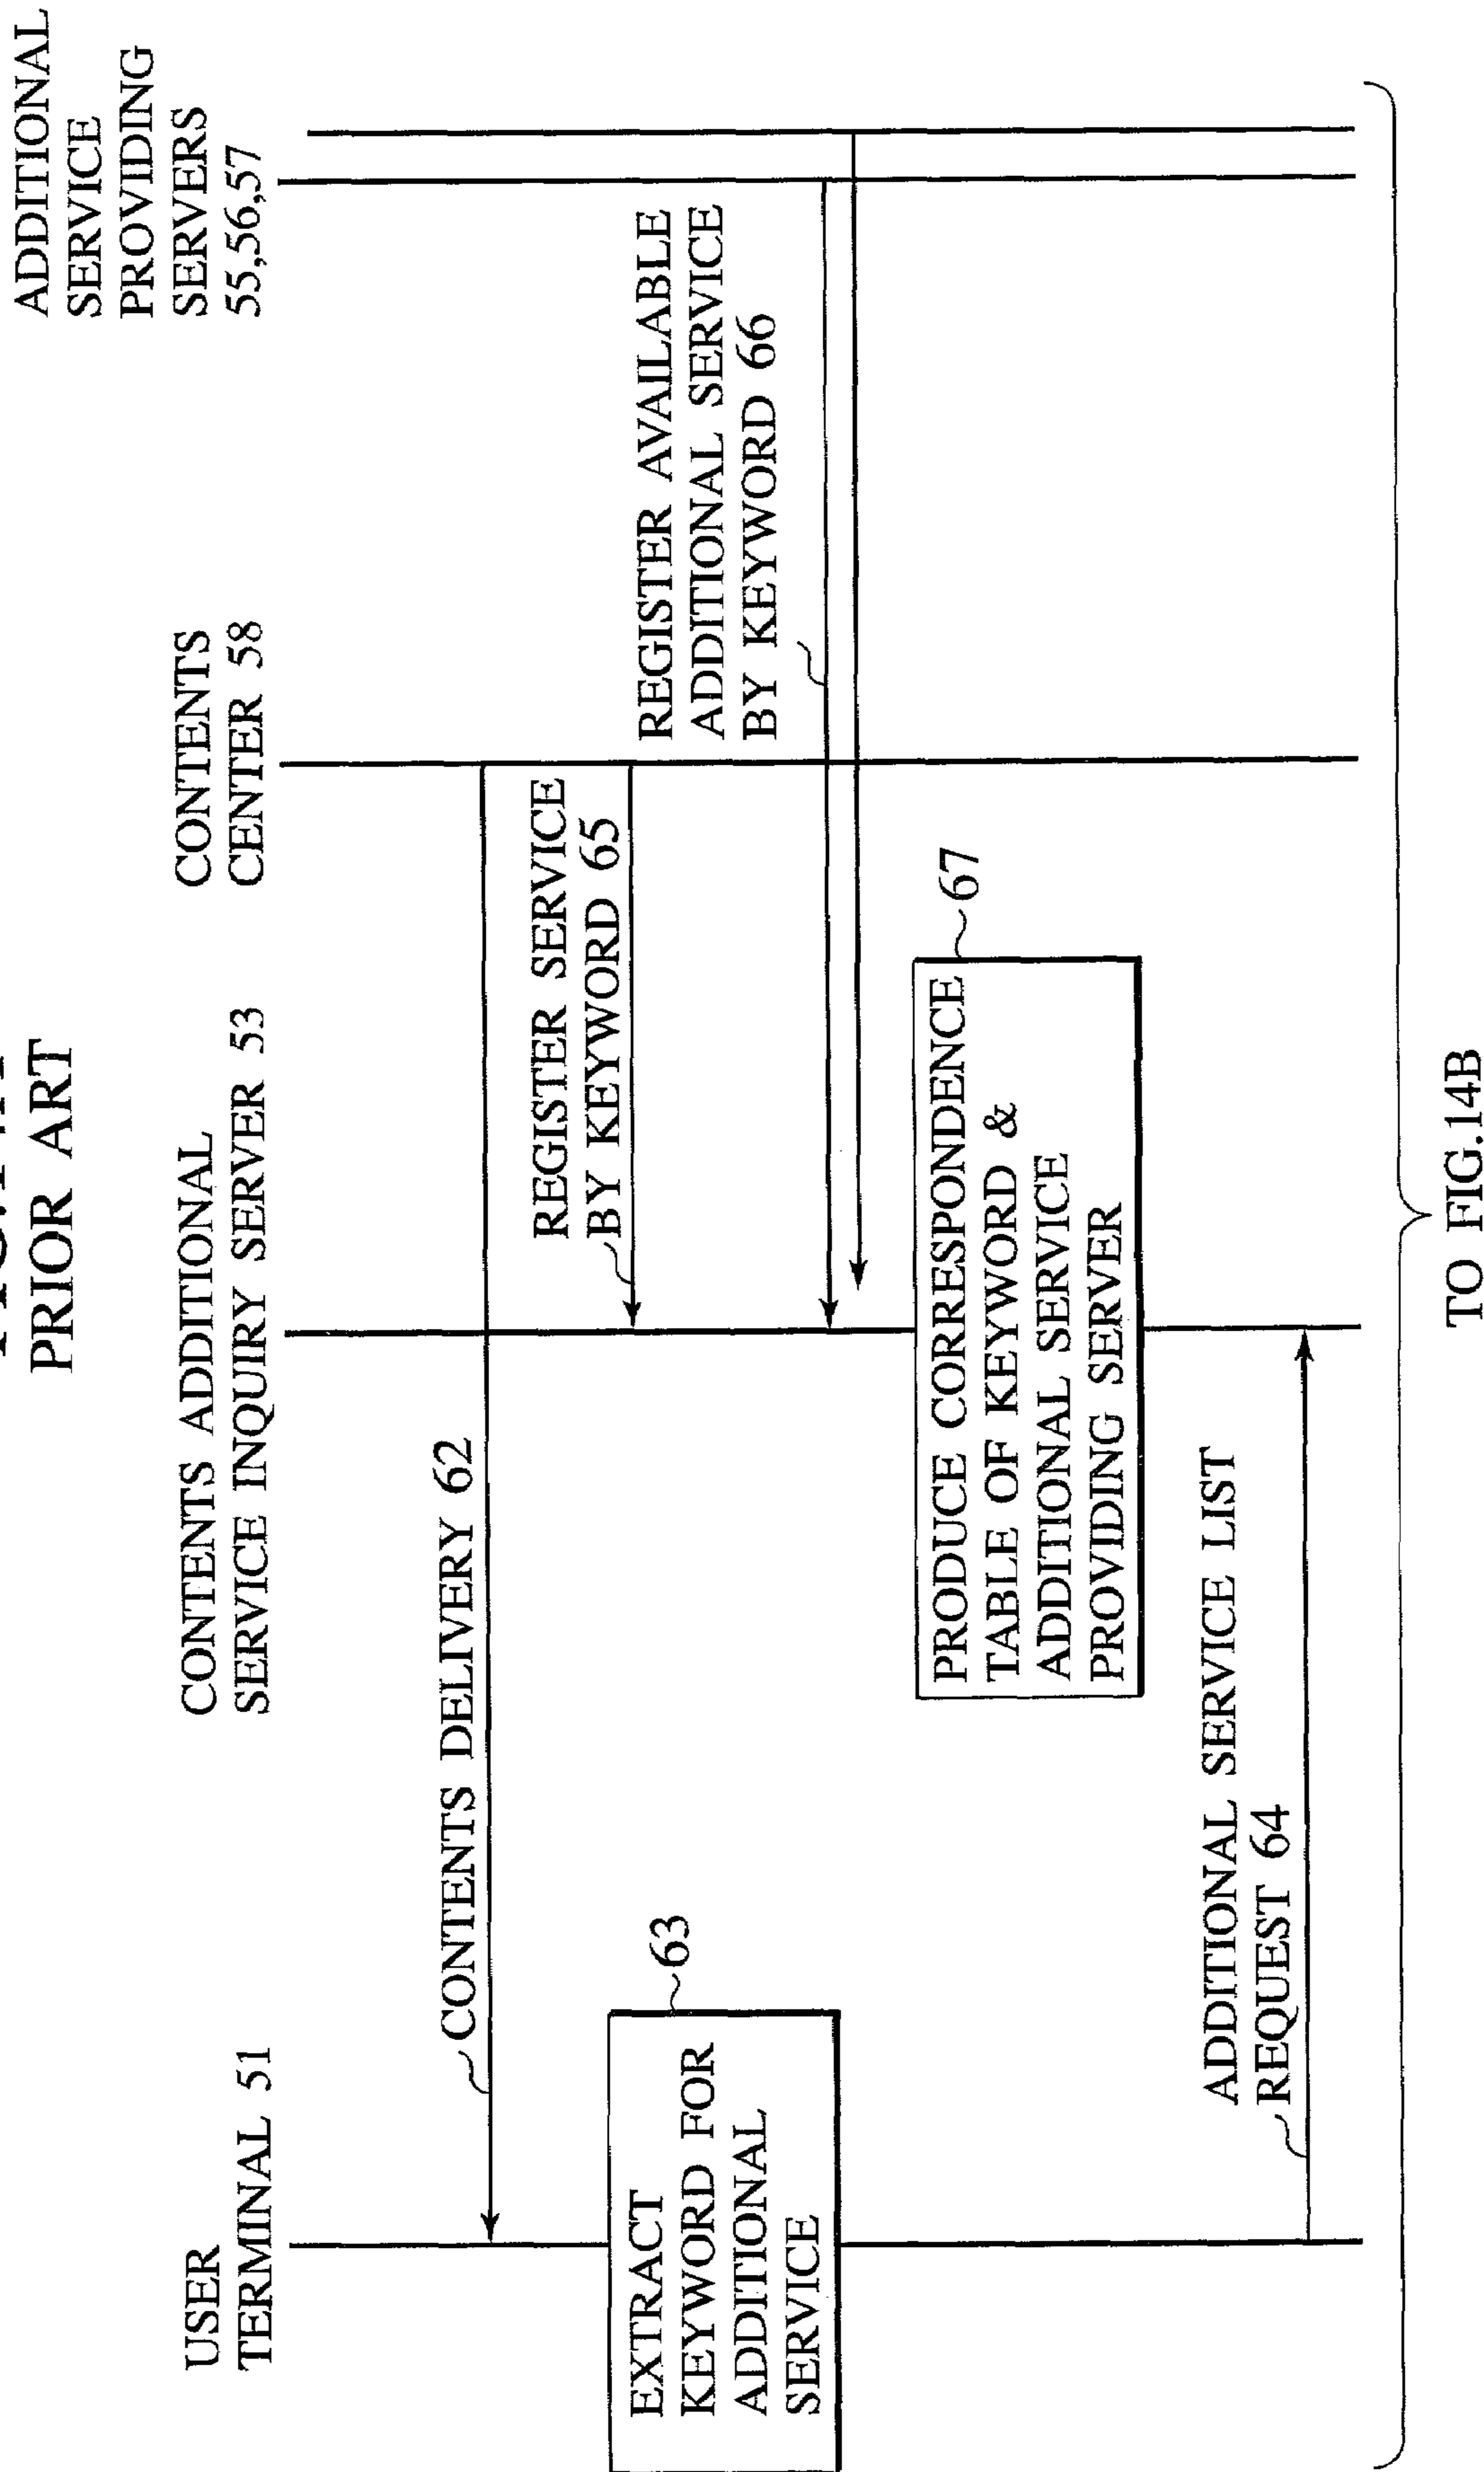 PRIOR ART
USER
TERMINAL 51
CONTENTS ADDITIONAL
SERVICE INQUIRY SERVER 53
CONTENTS
CENTER 58
ADDITIONAL
SERVICE
PROVIDING
SERVERS
55,56,57
CONTENTS DELIVERY 62
EXTRACT
KEYWORD FOR
ADDITIONAL
SERVICE
63
REGISTER SERVICE
BY KEYWORD 65
REGISTER AVAILABLE
ADDITIONAL SERVICE
BY KEYWORD 66
PRODUCE CORRESPONDENCE
TABLE OF KEYWORD &
ADDITIONAL SERVICE
PROVIDING SERVER
67
ADDITIONAL SERVICE LIST
REQUEST 64
TO FIG.14B